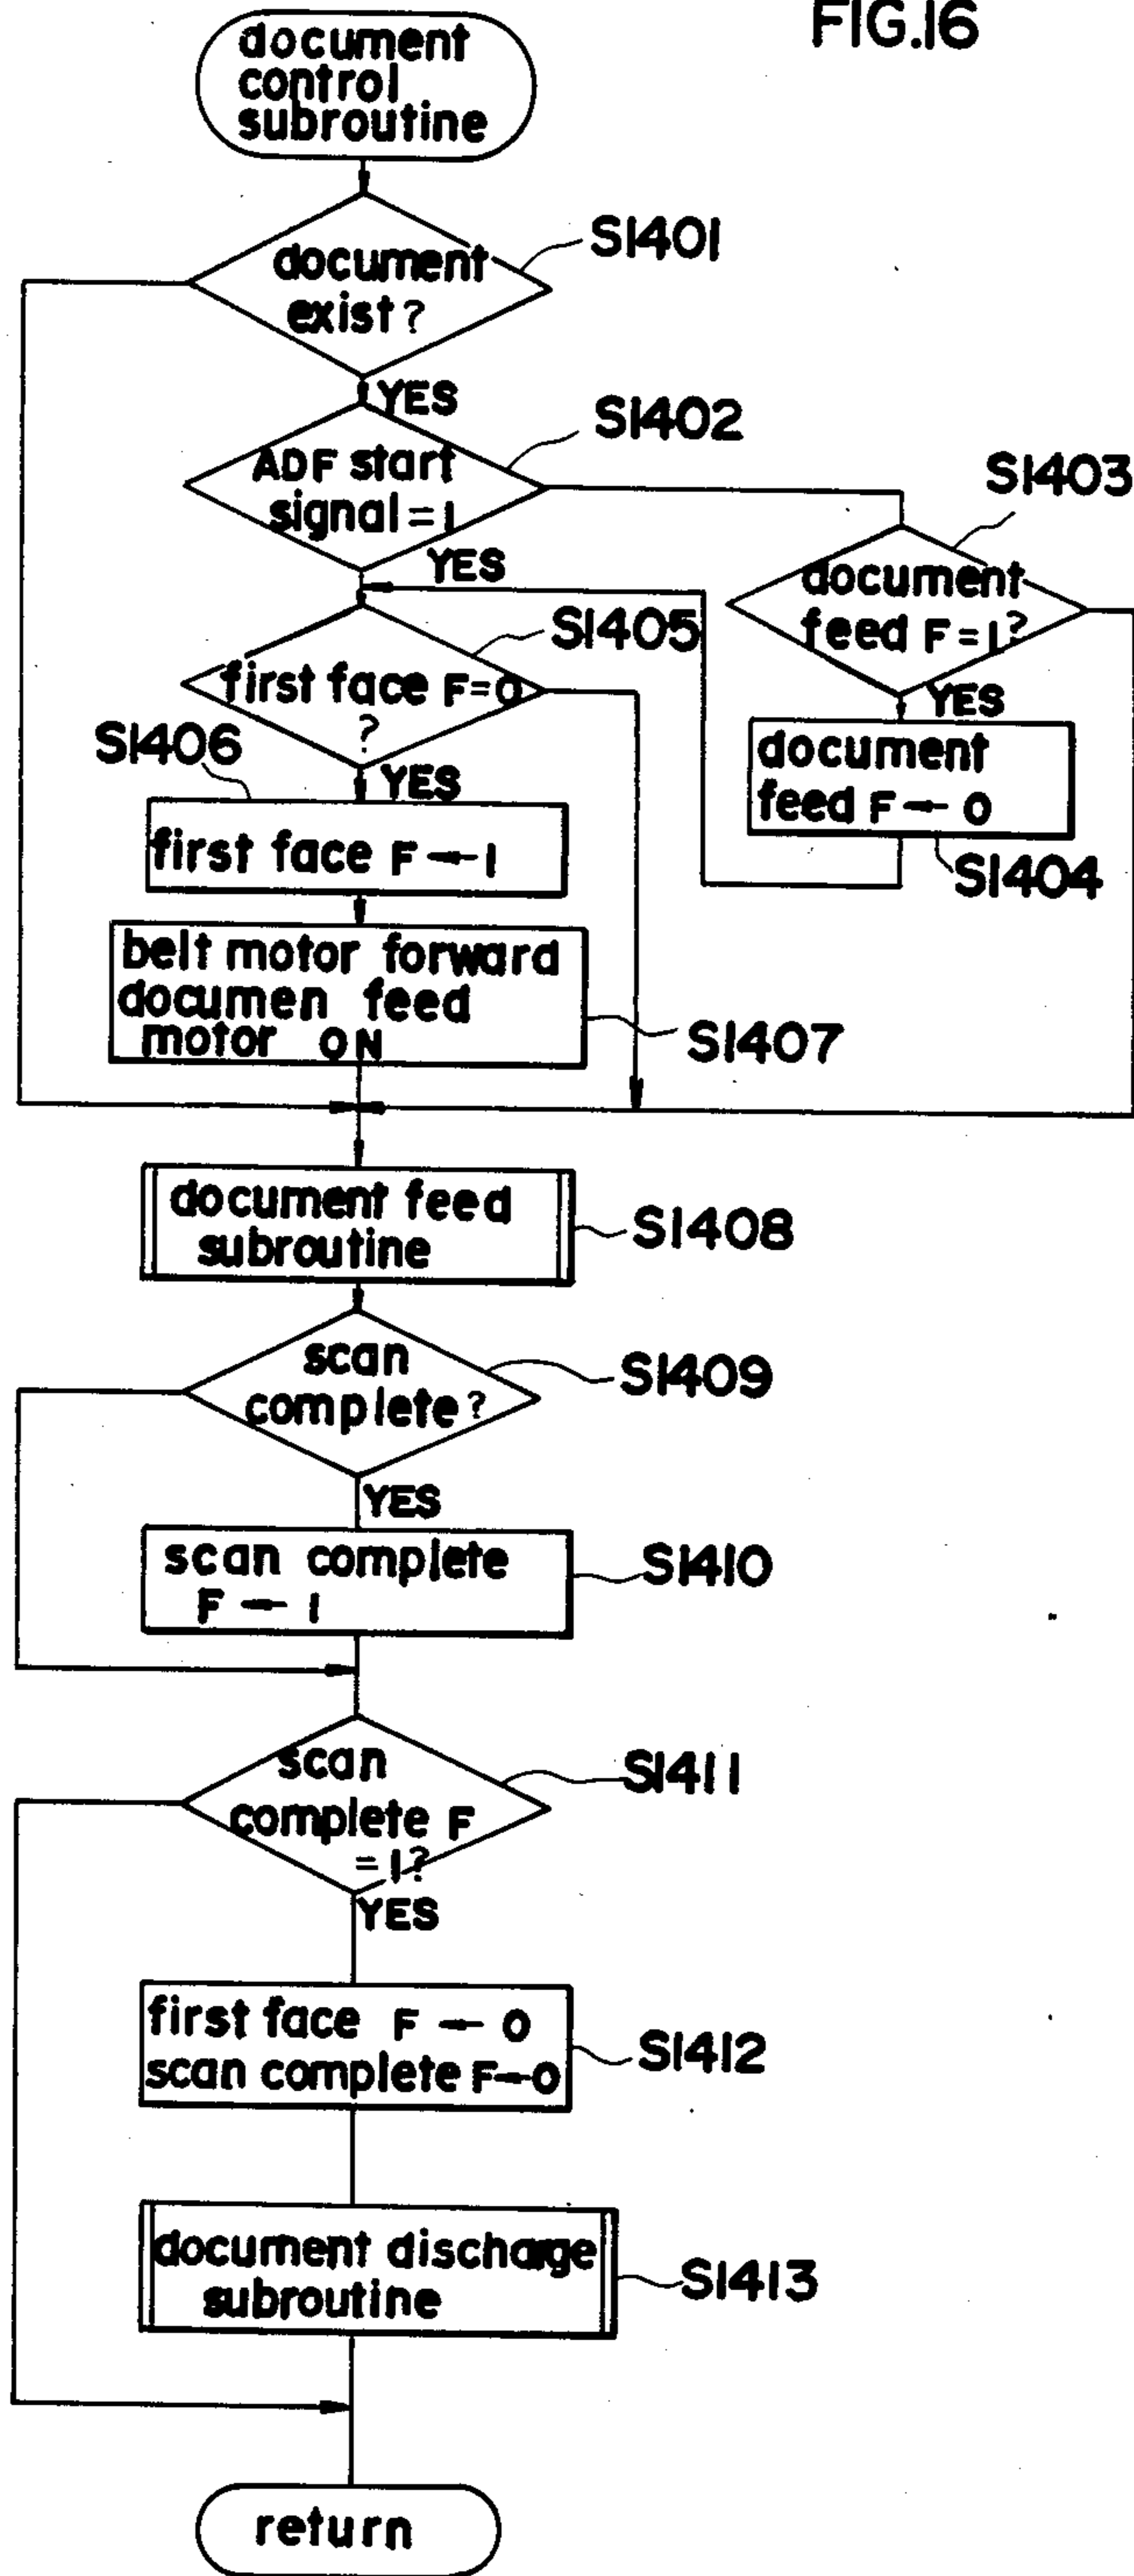 FIG.16
document
control
subroutine
document
exist?
S1401
YES
ADF start
signal = 1
S1402
YES
document
feed F = 1?
S1403
YES
document
feed F ← 0
S1404
first face F = 0
?
S1405
YES
S1406
first face F ← 1
belt motor forward
documen feed
motor ON
S1407
document feed
subroutine
S1408
scan
complete?
S1409
YES
scan complete
F ← 1
S1410
scan
complete F
= 1?
S1411
YES
first face F ← 0
scan complete F ← 0
S1412
document discharge
subroutine
S1413
return